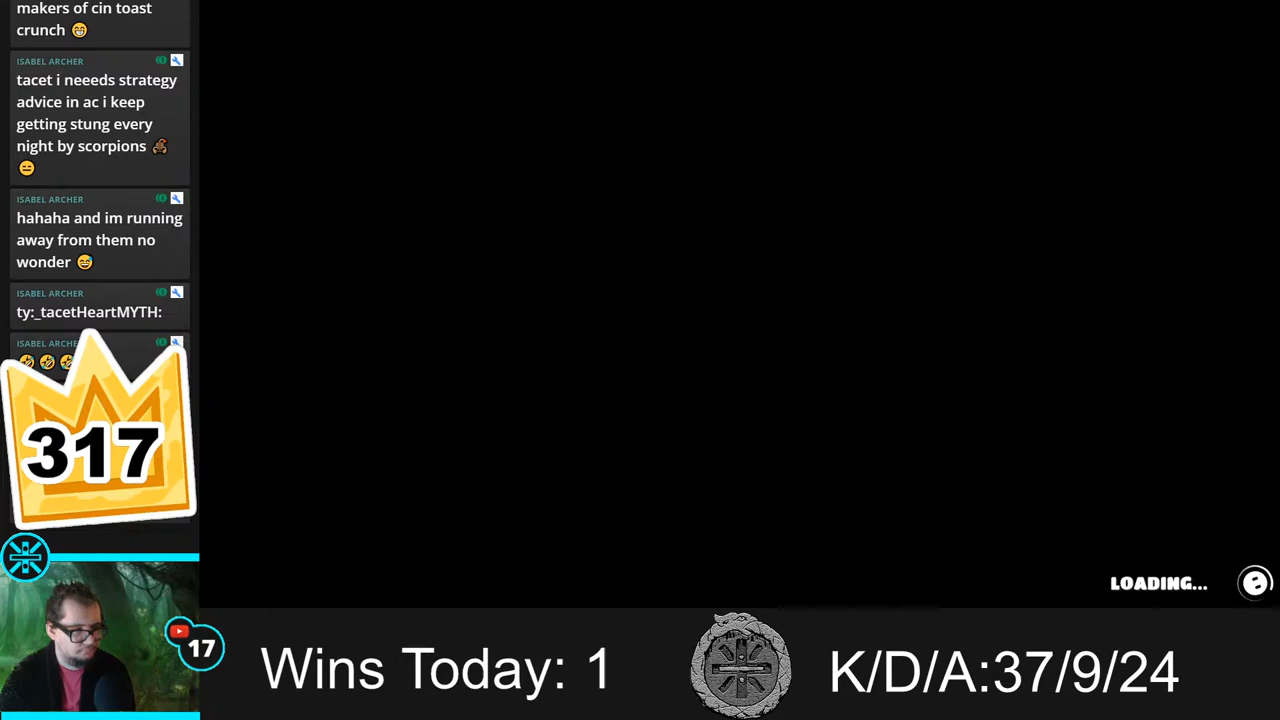 makers of cin toast
crunch 😁
ISABEL ARCHER
tacet i neeeds strategy
advice in ac i keep
getting stung every
night by scorpions 🦂
😑
ISABEL ARCHER
hahaha and im running
away from them no
wonder 😅
ISABEL ARCHER
ty:_tacetHeartMYTH:
ISABEL ARCHER
🤣 🤣 🤣
317
17
LOADING...
Wins Today: 1
K/D/A:37/9/24